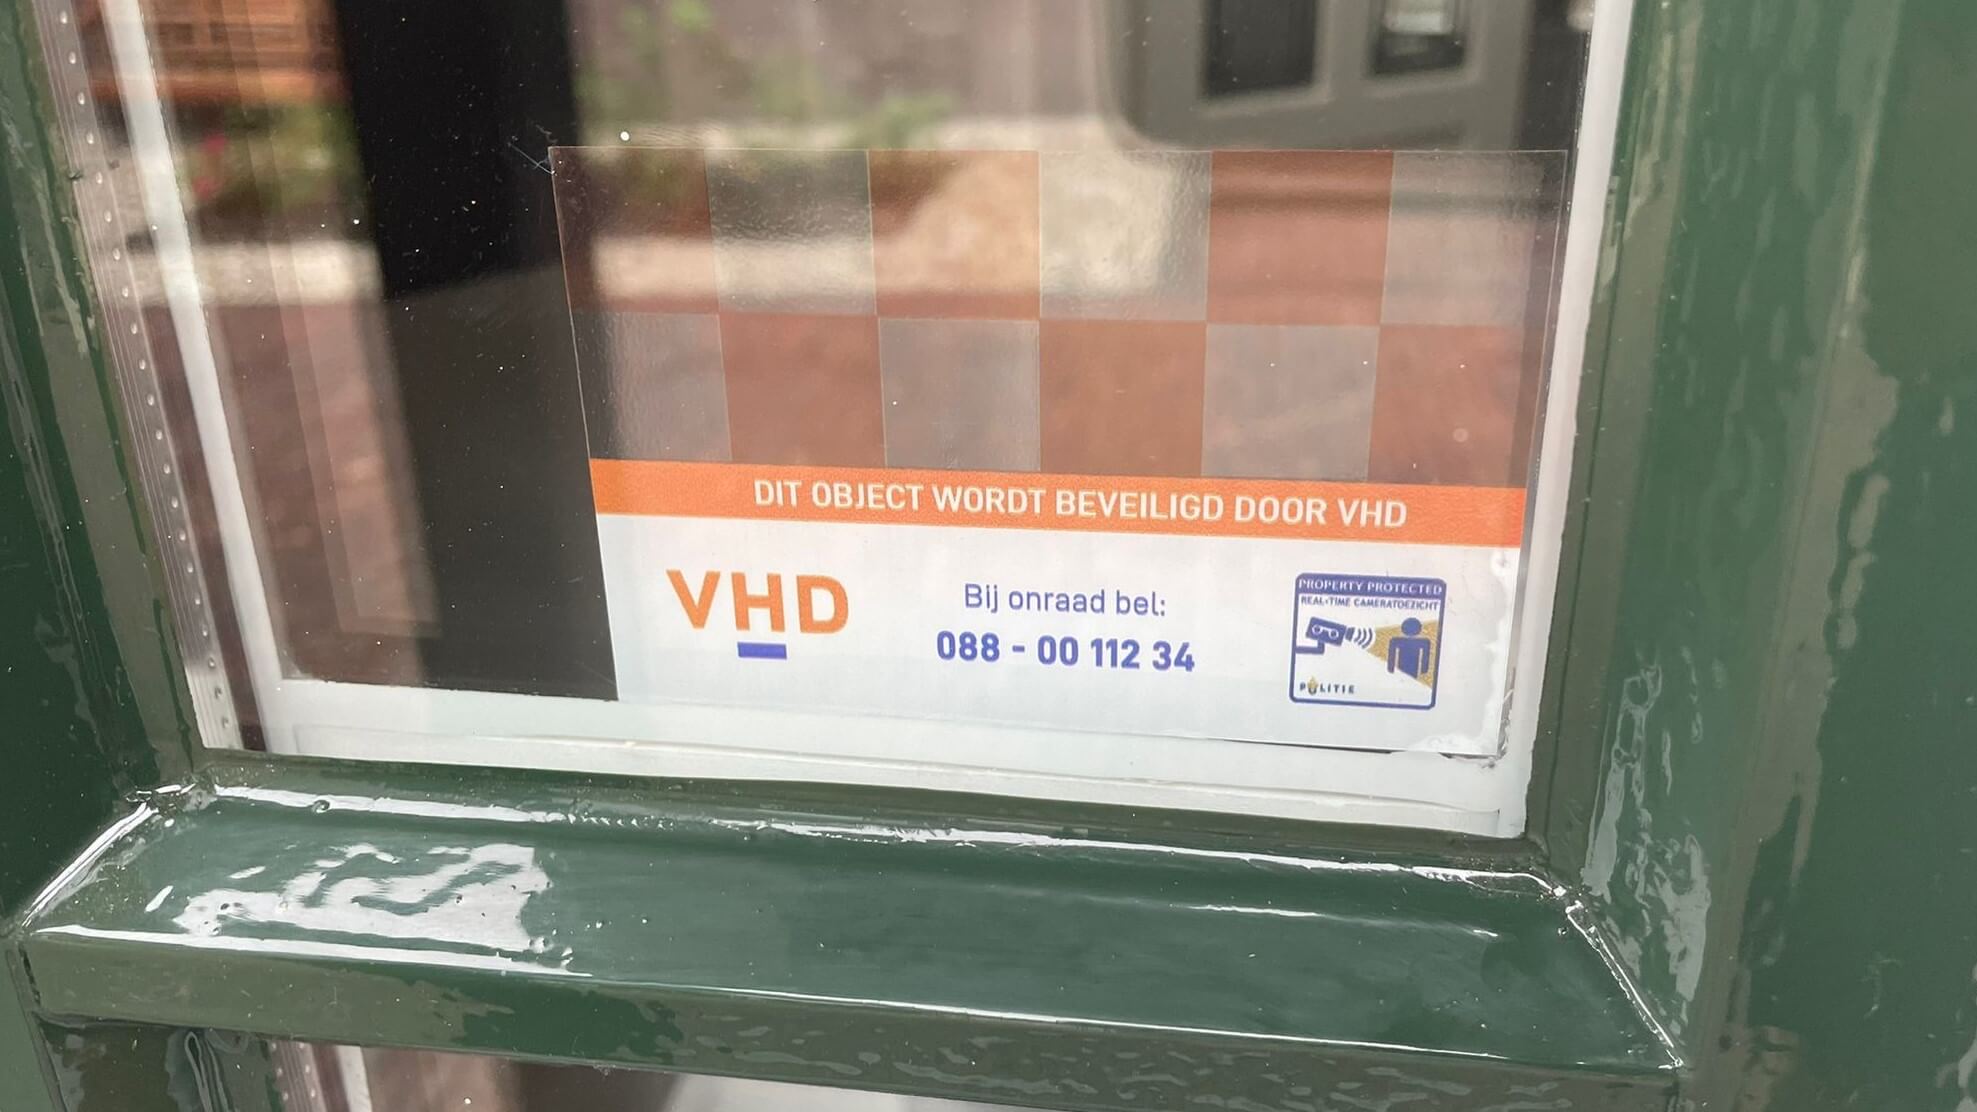 DIT OBJECT WORDT BEVEILIGD DOOR VHD
VHD
Bij onraad bel:
088 - 00 112 34
PROPERTY PROTECTED
REAL-TIME CAMERATOEZICHT
POLITIE